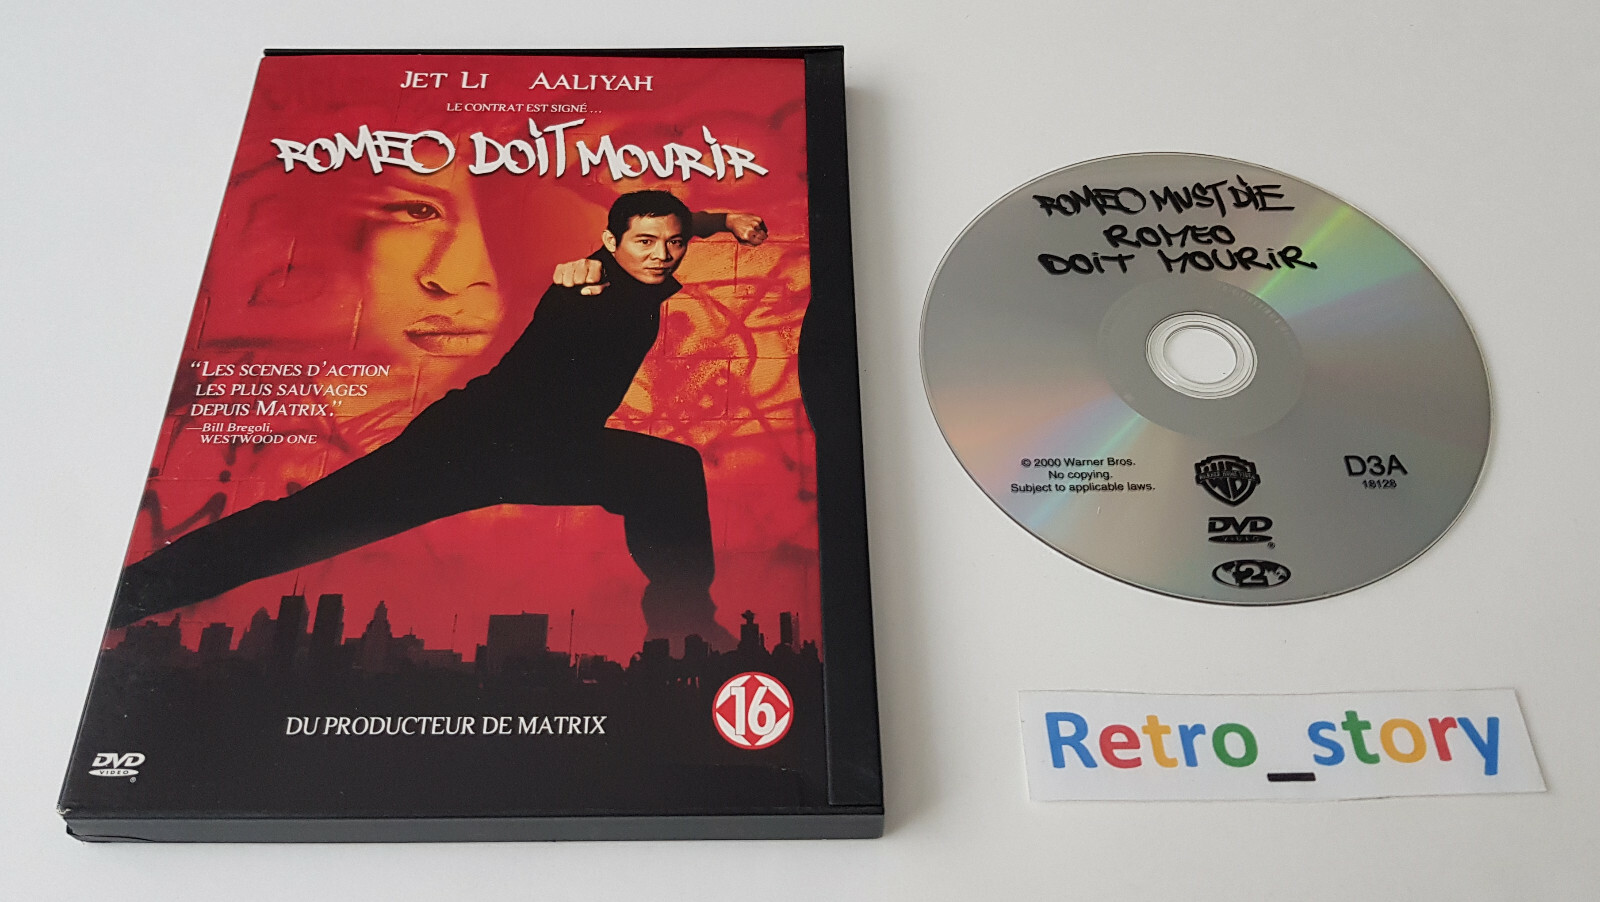 JET LI AALIYAH
LE CONTRAT EST SIGNÉ ...
ROMEO DOIT MOURIR
“LES SCENES D’ACTION
LES PLUS SAUVAGES
DEPUIS MATRIX.”
—Bill Bregoli,
WESTWOOD ONE
16
DU PRODUCTEUR DE MATRIX
DVD
VIDEO
ROMEO MUST DIE
ROMEO
DOIT MOURIR
© 2000 Warner Bros.
No copying.
Subject to applicable laws.
WB
D3A
18128
DVD
VIDEO
2
Retro_story